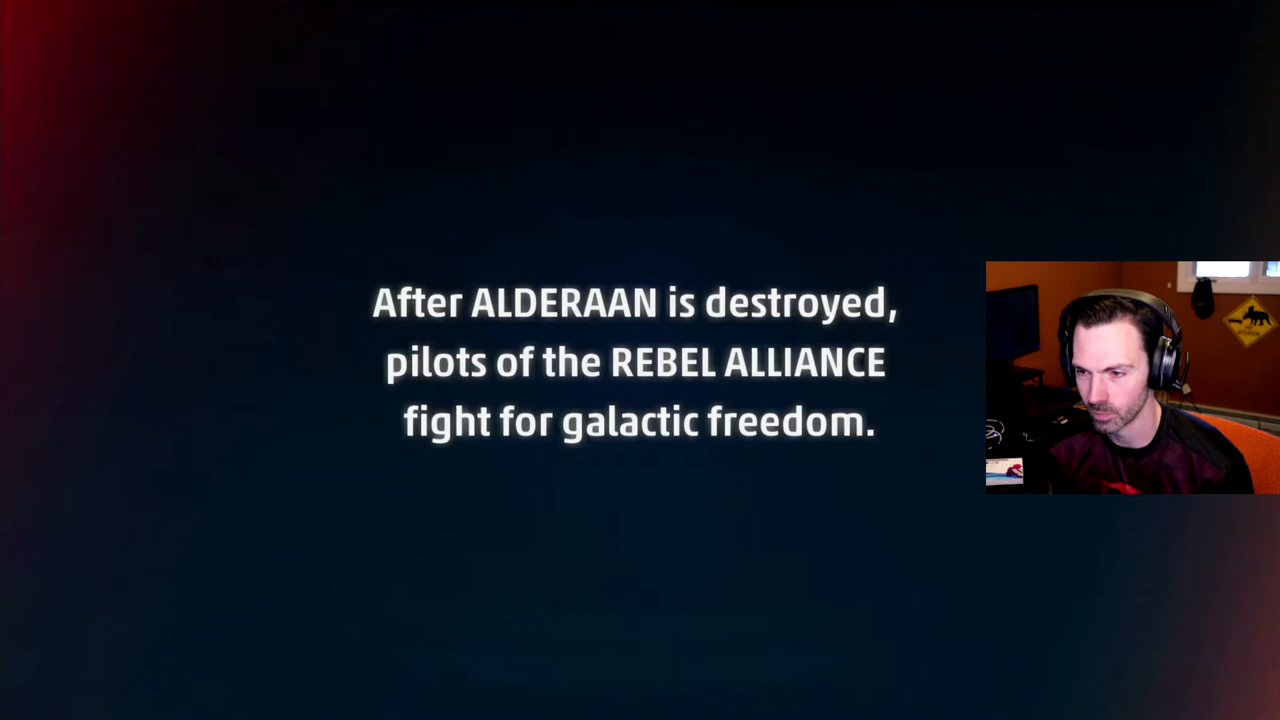 After ALDERAAN is destroyed,
pilots of the REBEL ALLIANCE
fight for galactic freedom.